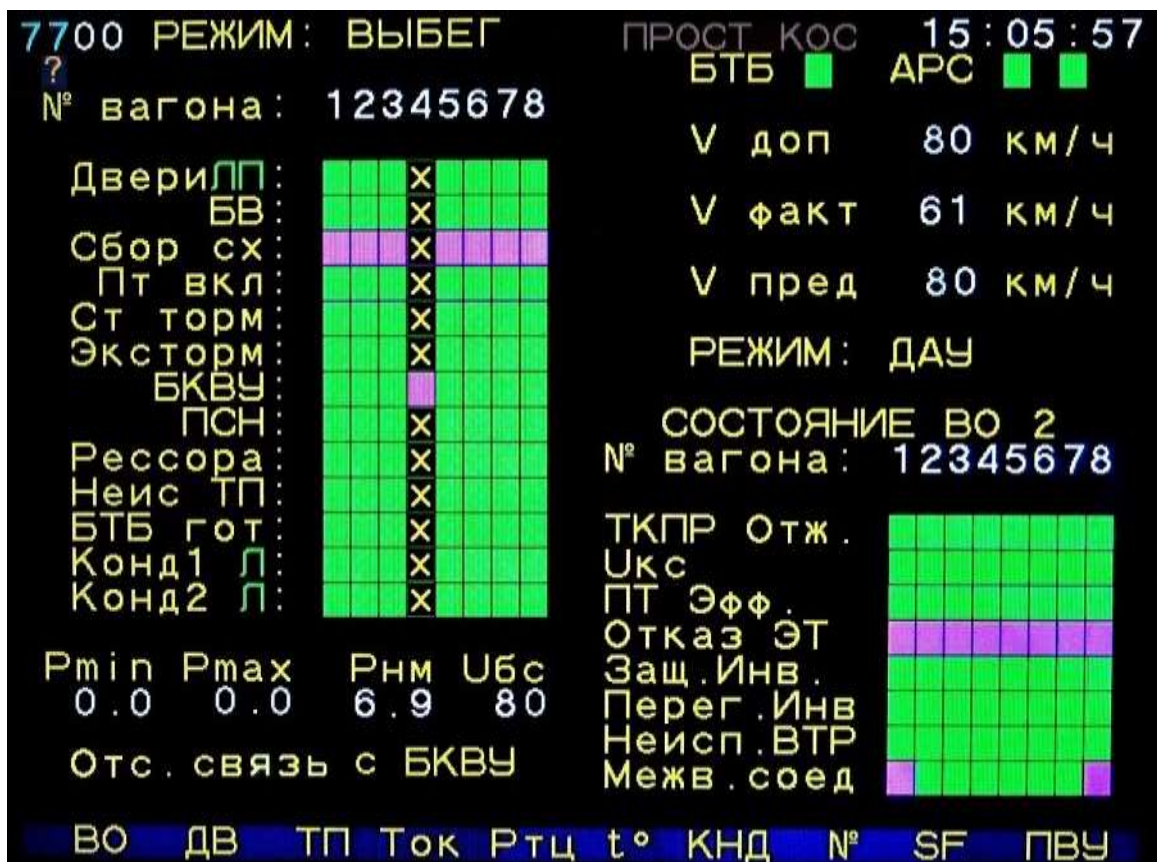 7700 РЕЖИМ: ВЫБЕГ
ПРОСТ КОС 15:05:57
?
БТБ АРС
№ вагона: 12345678
V доп 80 км/ч
V факт 61 км/ч
V пред 80 км/ч
РЕЖИМ: ДАУ
ДвериЛП: X
БВ: X
Сбор сх: X
Пт вкл: X
Ст торм: X
Эксторм: X
БКВУ:
ПСН: X
Рессора: X
Неис ТП: X
БТБ гот: X
Конд1 Л: X
Конд2 Л: X
СОСТОЯНИЕ ВО 2
№ вагона: 12345678
ТКПР Отж.
Uкс
ПТ Эфф.
Отказ ЭТ
Защ.Инв.
Перег.Инв
Неисп.ВТР
Межв.соед
Pmin Pmax Рнм Uбс
0.0 0.0 6.9 80
Отс.связь с БКВУ
ВО ДВ ТП Ток Ртц t° КНД № SF ПВУ